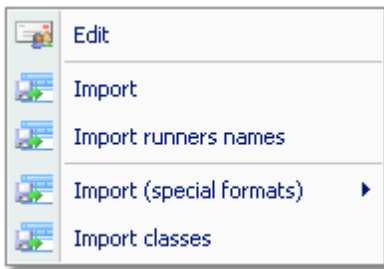 Edit
Import
Import runners names
Import (special formats)
Import classes